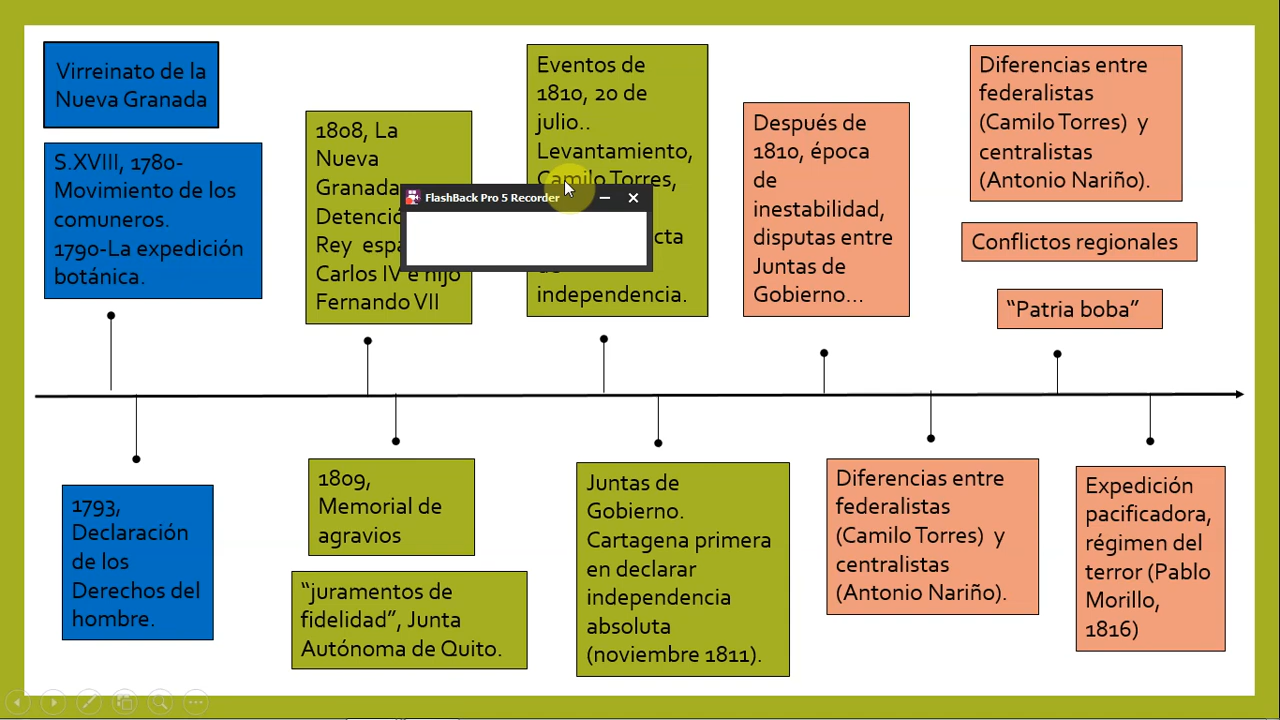 Virreinato de la
Nueva Granada
S.XVIII, 1780-
Movimiento de los
comuneros.
1790-La expedición
botánica.
1808, La
Nueva
Granada
Rey
Carlos IV e hijo
Fernando VII
Eventos de
1810, 20 de
julio..
Levantamiento,
Camilo Torres,
independencia.
FlashBack Pro 5 Recorder
Después de
1810, época
de
inestabilidad,
disputas entre
Juntas de
Gobierno...
Diferencias entre
federalistas
(Camilo Torres) y
centralistas
(Antonio Nariño).
Conflictos regionales
“Patria boba”
1793,
Declaración
de los
Derechos del
hombre.
1809,
Memorial de
agravios
“juramentos de
fidelidad”, Junta
Autónoma de Quito.
Juntas de
Gobierno.
Cartagena primera
en declarar
independencia
absoluta
(noviembre 1811).
Diferencias entre
federalistas
(Camilo Torres) y
centralistas
(Antonio Nariño).
Expedición
pacificadora,
régimen del
terror (Pablo
Morillo,
1816)